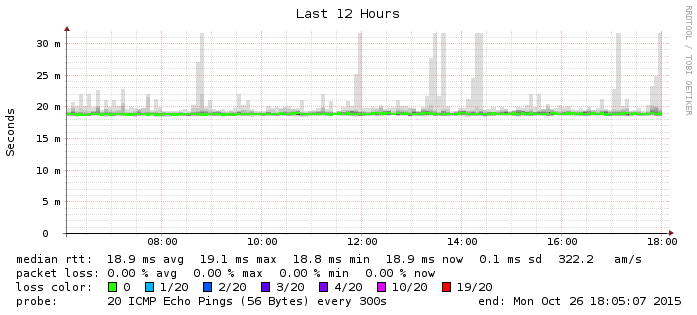 Last 12 Hours
RRDTOOL / TOBI OETIKER
Seconds
30 m
25 m
20 m
15 m
10 m
5 m
0
08:00 10:00 12:00 14:00 16:00 18:00
median rtt: 18.9 ms avg 19.1 ms max 18.8 ms min 18.9 ms now 0.1 ms sd 322.2 am/s
packet loss: 0.00 % avg 0.00 % max 0.00 % min 0.00 % now
loss color: 0 1/20 2/20 3/20 4/20 10/20 19/20
probe: 20 ICMP Echo Pings (56 Bytes) every 300s end: Mon Oct 26 18:05:07 2015